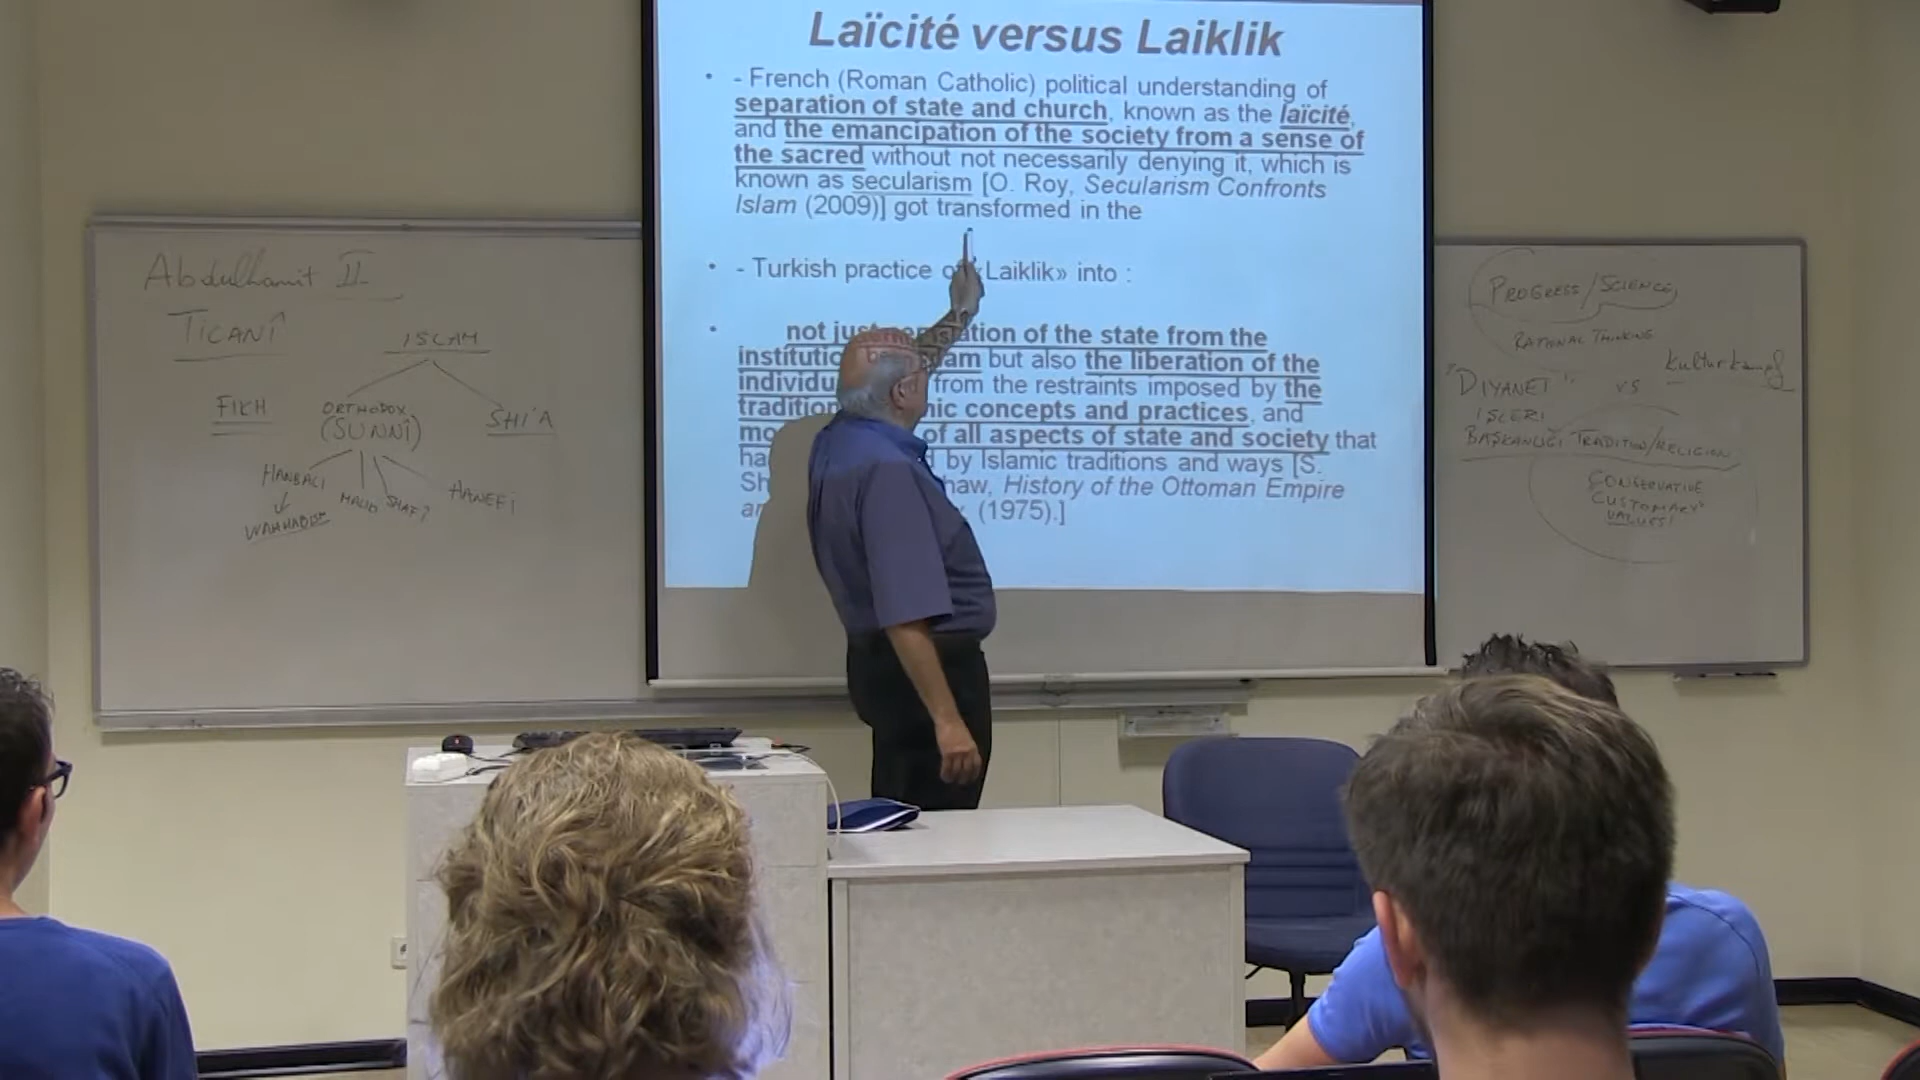 Laïcité versus Laiklik
• - French (Roman Catholic) political understanding of
separation of state and church, known as the laïcité,
and the emancipation of the society from a sense of
the sacred without not necessarily denying it, which is
known as secularism [O. Roy, Secularism Confronts
Islam (2009)] got transformed in the
• - Turkish practice of «Laiklik» into :
• not just separation of the state from the
Islam but also the liberation of the
from the restraints imposed by the
concepts and practices, and
of all aspects of state and society that
by Islamic traditions and ways [S.
History of the Ottoman Empire
(1975).]
Abdulhamit II
TICANÎ
ISLAM
FIKH
ORTHODOX
(SUNNÎ)
SHI'A
HANBALI
HANEFİ
PROGRESS/SCIENCE
RATIONAL THINKING
Kulturkampf
"DIYANET" VS
İŞLERİ
BAŞKANLIĞI TRADITION/RELIGION
CONSERVATIVE
CUSTOMARY
VALUES!